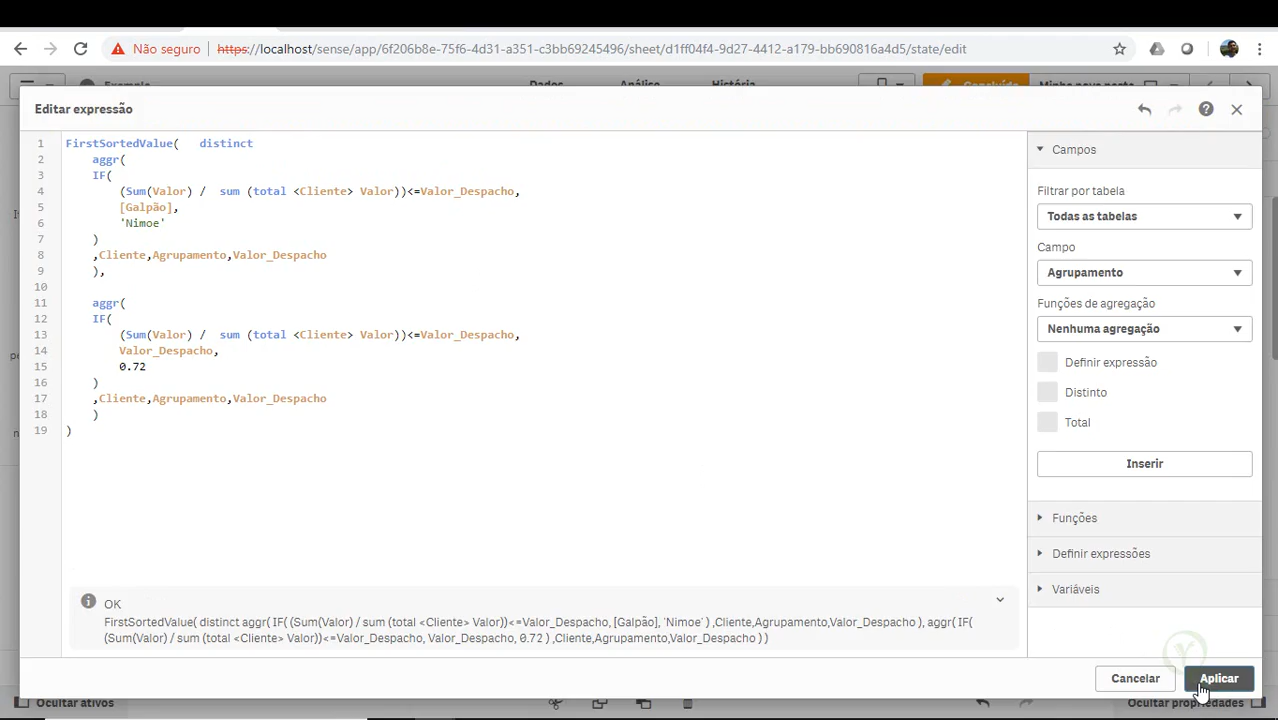 Não seguro
https://localhost/sense/app/6f206b8e-75f6-4d31-a351-c3bb69245496/sheet/d1ff04f4-9d27-4412-a179-bb690816a4d5/state/edit
Exemplo Dados Análise História Concluído Minha nova pasta
Editar expressão
1 FirstSortedValue( distinct
2 aggr(
3 IF(
4 (Sum(Valor) / sum (total <Cliente> Valor))<=Valor_Despacho,
5 [Galpão],
6 'Nimoe'
7 )
8 ,Cliente,Agrupamento,Valor_Despacho
9 ),
10
11 aggr(
12 IF(
13 (Sum(Valor) / sum (total <Cliente> Valor))<=Valor_Despacho,
14 Valor_Despacho,
15 0.72
16 )
17 ,Cliente,Agrupamento,Valor_Despacho
18 )
19 )
Campos
Filtrar por tabela
Todas as tabelas
Campo
Agrupamento
Funções de agregação
Nenhuma agregação
Definir expressão
Distinto
Total
Inserir
Funções
Definir expressões
Variáveis
OK
FirstSortedValue( distinct aggr( IF( (Sum(Valor) / sum (total <Cliente> Valor))<=Valor_Despacho, [Galpão], 'Nimoe' ) ,Cliente,Agrupamento,Valor_Despacho ), aggr( IF(
(Sum(Valor) / sum (total <Cliente> Valor))<=Valor_Despacho, Valor_Despacho, 0.72 ) ,Cliente,Agrupamento,Valor_Despacho ) )
Cancelar
Aplicar
Ocultar ativos
Ocultar propriedades